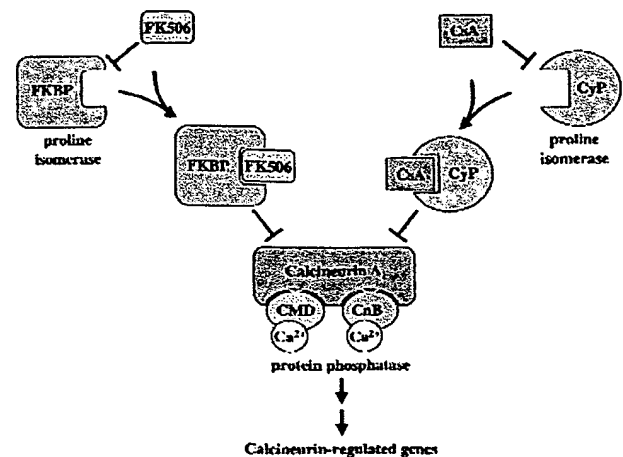 FK506
CsA
FKBP
CyP
proline
isomerase
proline
isomerase
FKBP
FK506
CsA
CyP
Calcineurin A
CMD
CnB
Ca2+
Ca2+
protein phosphatase
Calcineurin-regulated genes